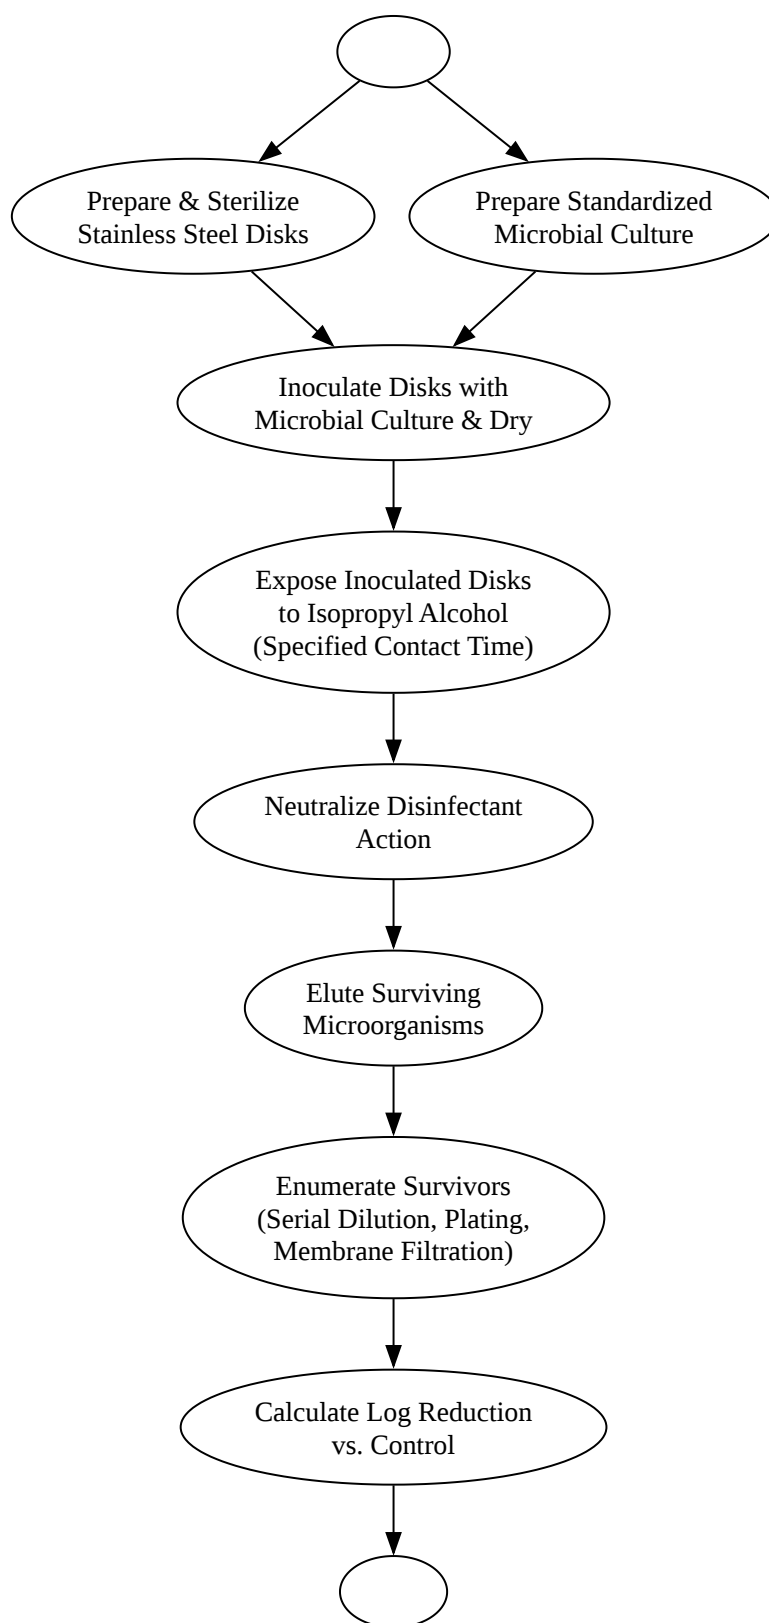 Prepare & Sterilize
Stainless Steel Disks
Prepare Standardized
Microbial Culture
Inoculate Disks with
Microbial Culture & Dry
Expose Inoculated Disks
to Isopropyl Alcohol
(Specified Contact Time)
Neutralize Disinfectant
Action
Elute Surviving
Microorganisms
Enumerate Survivors
(Serial Dilution, Plating,
Membrane Filtration)
Calculate Log Reduction
vs. Control